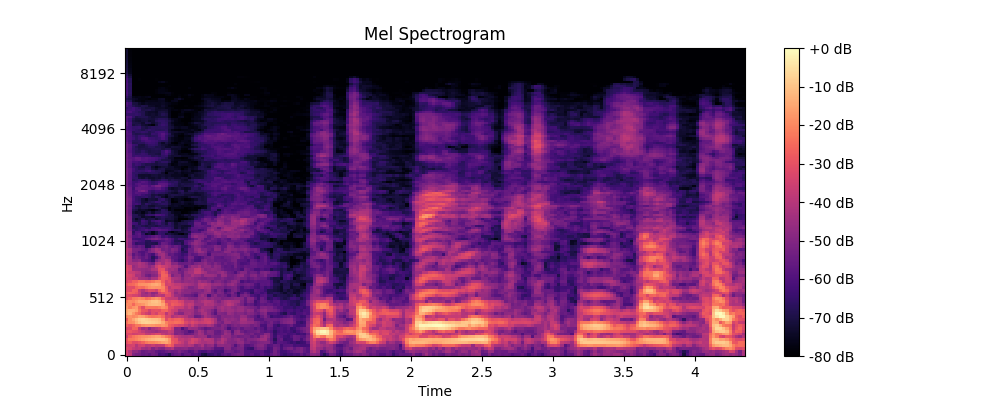 Mel Spectrogram
Hz
8192
4096
2048
1024
512
0
0 0.5 1 1.5 2 2.5 3 3.5 4
Time
+0 dB
-10 dB
-20 dB
-30 dB
-40 dB
-50 dB
-60 dB
-70 dB
-80 dB